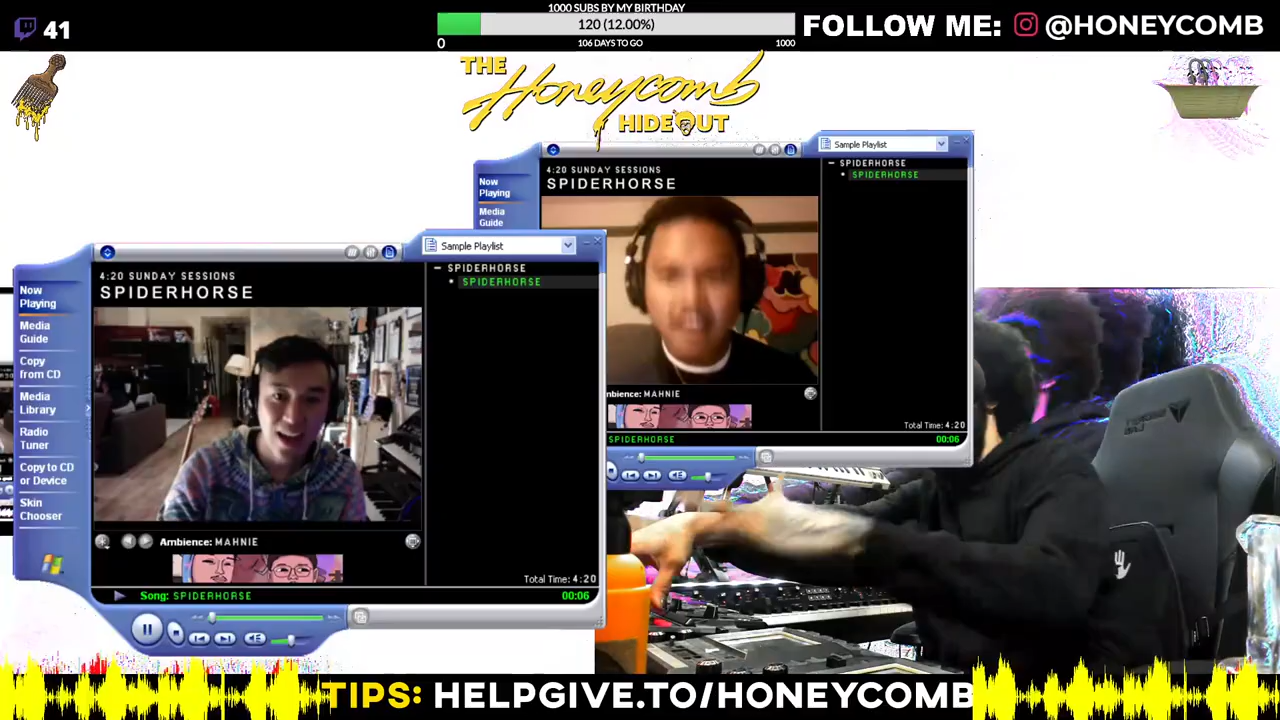 41
1000 SUBS BY MY BIRTHDAY
120 (12.00%)
0
106 DAYS TO GO
1000
FOLLOW ME: @HONEYCOMB
THE
Honeycomb
HIDEOUT
Sample Playlist
4:20 SUNDAY SESSIONS
SPIDERHORSE
SPIDERHORSE
SPIDERHORSE
Now
Playing
Media
Guide
mbience: MAHNIE
Total Time: 4:20
SPIDERHORSE
00:06
Sample Playlist
4:20 SUNDAY SESSIONS
SPIDERHORSE
SPIDERHORSE
SPIDERHORSE
Now
Playing
Media
Guide
Copy
from CD
Media
Library
Radio
Tuner
Copy to CD
or Device
Skin
Chooser
Ambience: MAHNIE
Total Time: 4:20
Song: SPIDERHORSE
00:06
TIPS: HELPGIVE.TO/HONEYCOMB